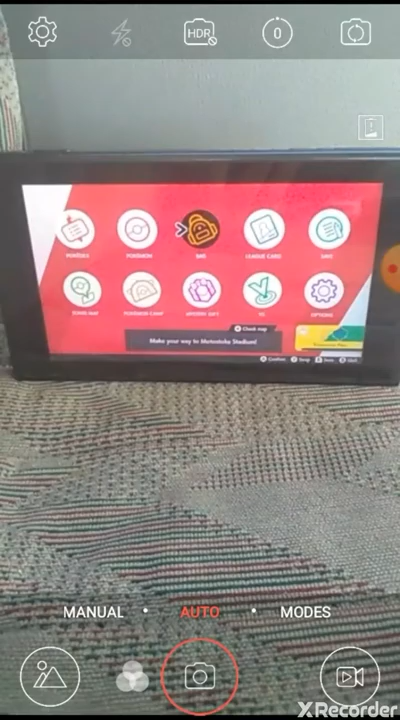 HDR
0
POKÉDEX
POKÉMON
BAG
LEAGUE CARD
SAVE
TOWN MAP
POKÉMON CAMP
MYSTERY GIFT
VS
OPTIONS
Check map
Make your way to Motostoke Stadium!
Confirm
MANUAL • AUTO • MODES
XRecorder